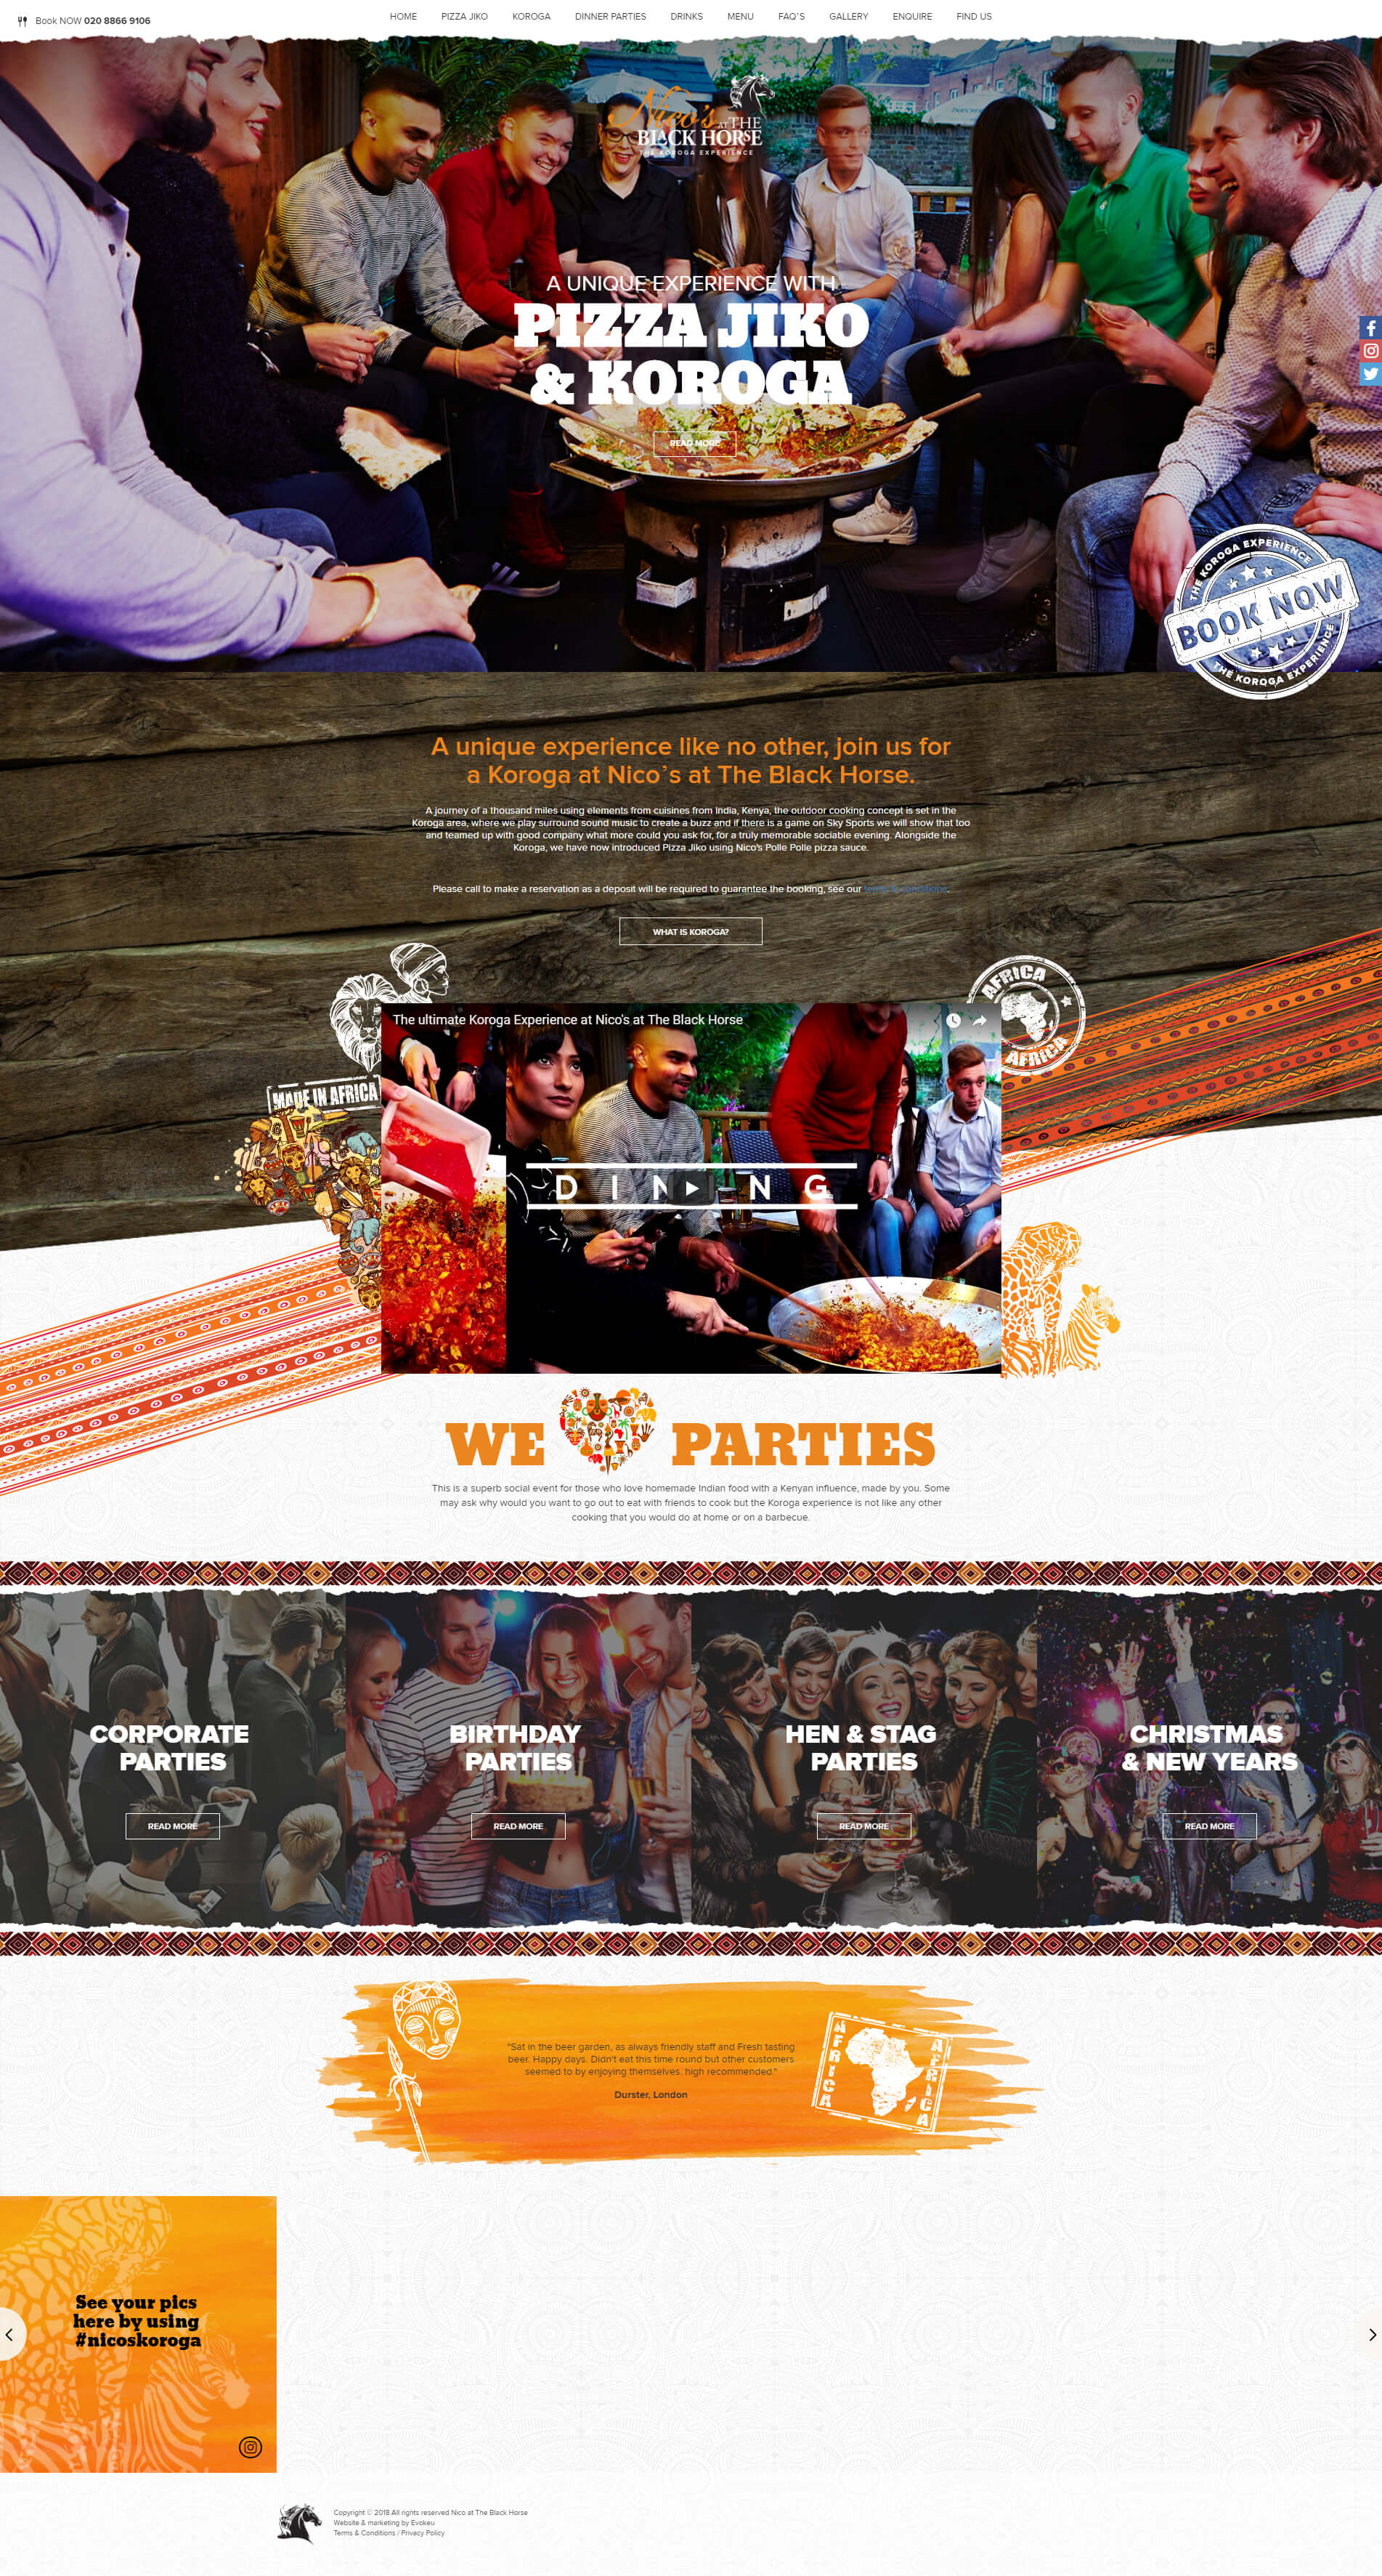 Book NOW 020 8866 9106
HOME PIZZA JIKO KOROGA DINNER PARTIES DRINKS MENU FAQ'S GALLERY ENQUIRE FIND US
Nico's
AT THE
BLACK HORSE
THE KOROGA EXPERIENCE
A UNIQUE EXPERIENCE WITH
PIZZA JIKO
& KOROGA
READ MORE
THE KOROGA EXPERIENCE
BOOK NOW
THE KOROGA EXPERIENCE
A unique experience like no other, join us for
a Koroga at Nico's at The Black Horse.
A journey of a thousand miles using elements from cuisines from India, Kenya, the outdoor cooking concept is set in the
Koroga area, where we play surround sound music to create a buzz and if there is a game on Sky Sports we will show that too
and teamed up with good company what more could you ask for, for a truly memorable sociable evening. Alongside the
Koroga, we have now introduced Pizza Jiko using Nico's Polle Polle pizza sauce.
Please call to make a reservation as a deposit will be required to guarantee the booking, see our terms & conditions.
WHAT IS KOROGA?
AFRICA
AFRICA
MADE IN AFRICA
The ultimate Koroga Experience at Nico's at The Black Horse
DINING
WE PARTIES
This is a superb social event for those who love homemade Indian food with a Kenyan influence, made by you. Some
may ask why would you want to go out to eat with friends to cook but the Koroga experience is not like any other
cooking that you would do at home or on a barbecue.
CORPORATE
PARTIES
READ MORE
BIRTHDAY
PARTIES
READ MORE
HEN & STAG
PARTIES
READ MORE
CHRISTMAS
& NEW YEARS
READ MORE
"Sat in the beer garden, as always friendly staff and Fresh tasting
beer. Happy days. Didn't eat this time round but other customers
seemed to by enjoying themselves. high recommended."
Durster, London
AFRICA
AFRICA
See your pics
here by using
#nicoskoroga
Copyright © 2018 All rights reserved Nico at The Black Horse
Website & marketing by Evokeu
Terms & Conditions / Privacy Policy